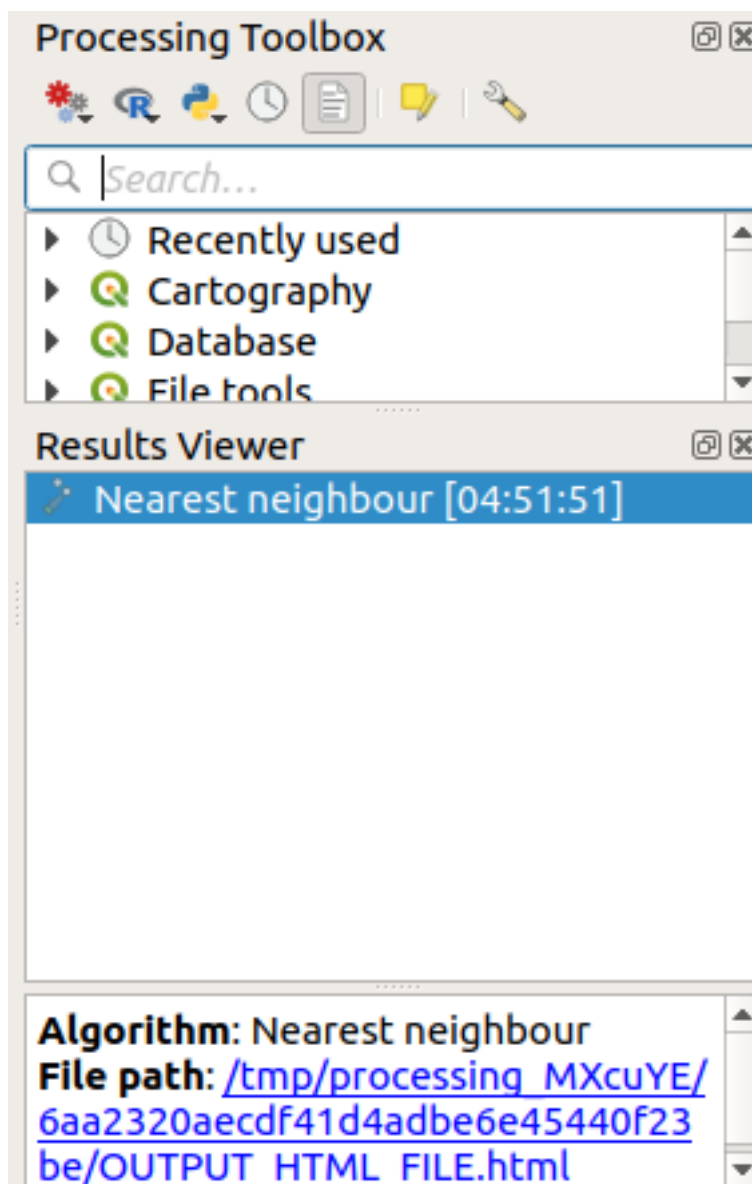 Processing Toolbox
Search...
Recently used
Cartography
Database
File tools
Results Viewer
Nearest neighbour [04:51:51]
Algorithm: Nearest neighbour
File path: /tmp/processing_MXcuYE/
6aa2320aecdf41d4adbe6e45440f23
be/OUTPUT_HTML_FILE.html